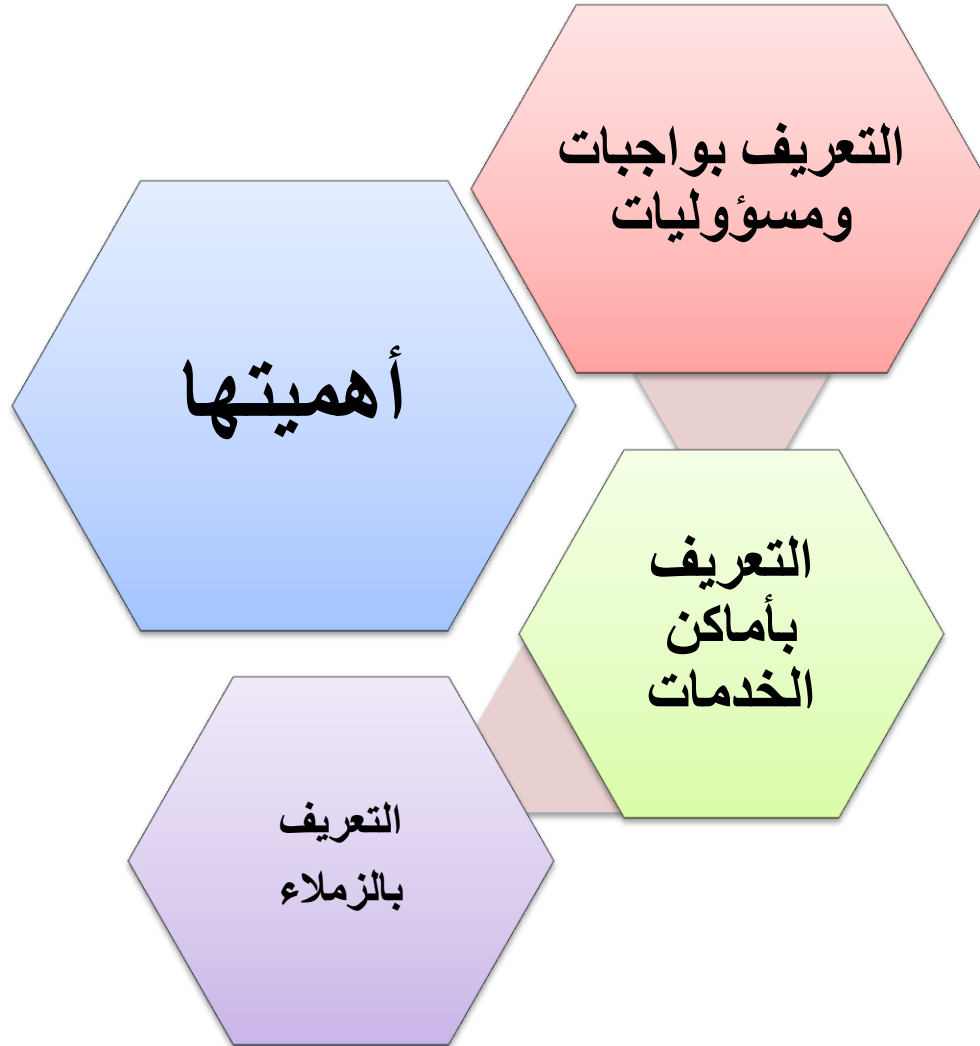 التعريف بواجبات
ومسؤوليات
أهميتها
التعريف
بأماكن
الخدمات
التعريف
بالزملاء